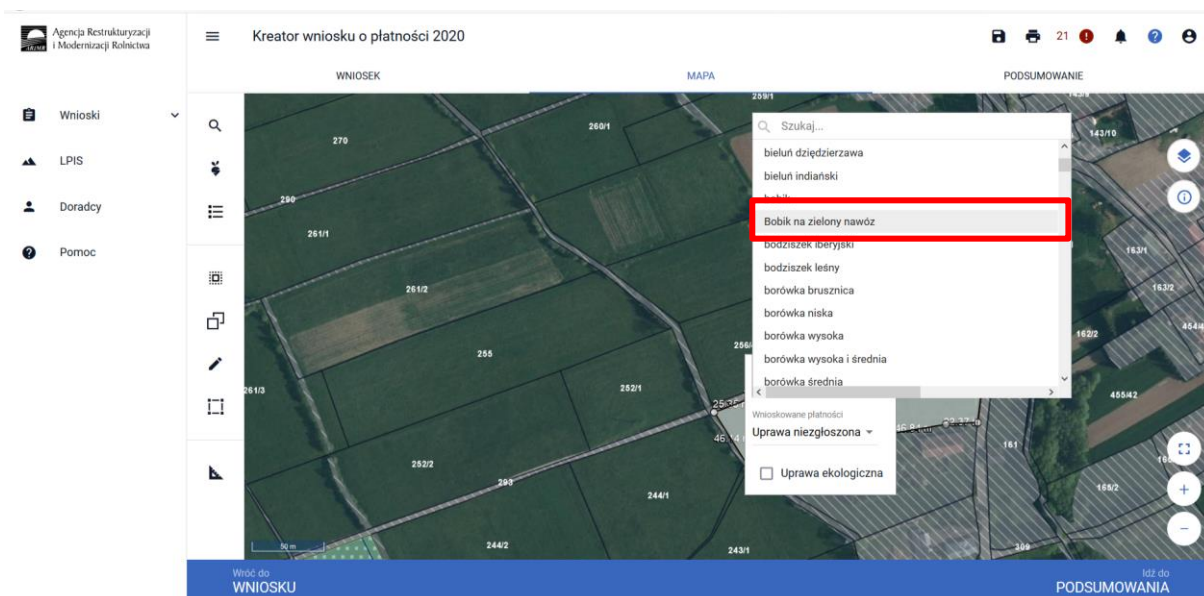 Agencja Restrukturyzacji
i Modernizacji Rolnictwa
Kreator wniosku o płatności 2020
21
WNIOSEK
MAPA
PODSUMOWANIE
Wnioski
LPIS
Doradcy
Pomoc
259/1
260/1
270
290
261/1
261/2
255
261/3
252/1
252/2
293
244/1
244/2
243/1
143/10
163/1
163/2
162/2
455/42
161
165/2
309
50 m
Szukaj...
bieluń dziędzierzawa
bieluń indiański
bobik
Bobik na zielony nawóz
bodziszek iberyjski
bodziszek leśny
borówka brusznica
borówka niska
borówka wysoka
borówka wysoka i średnia
borówka średnia
Wnioskowane płatności
Uprawa niezgłoszona
Uprawa ekologiczna
Wróć do
WNIOSKU
Idź do
PODSUMOWANIA